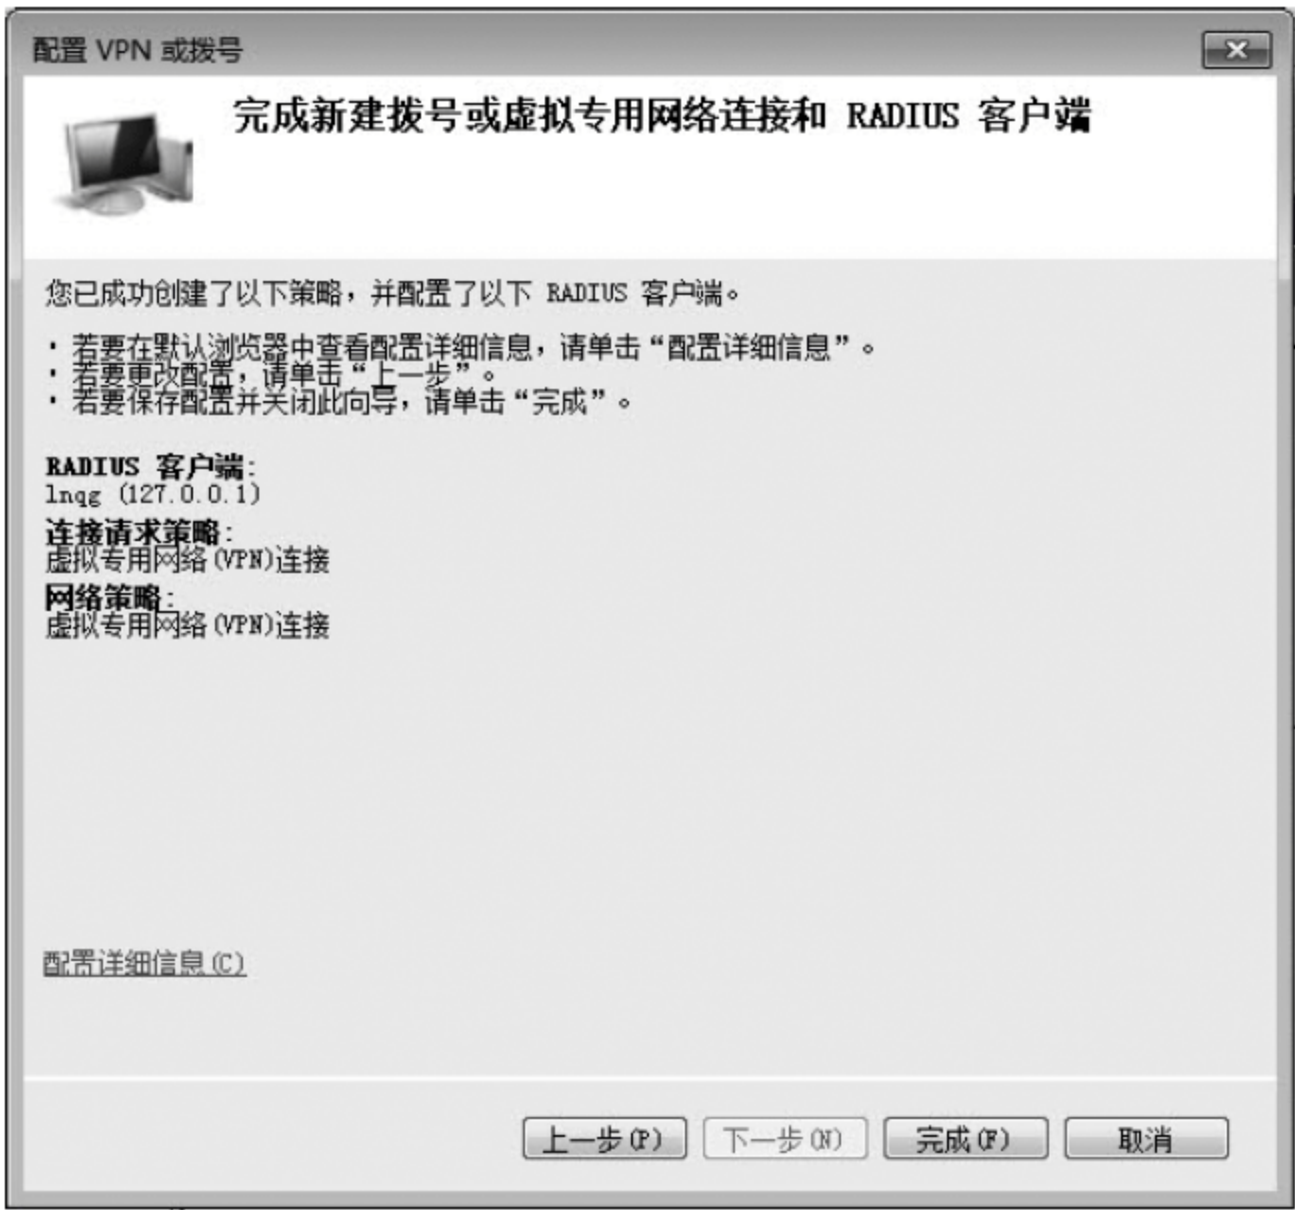 配置 VPN 或拨号
完成新建拨号或虚拟专用网络连接和 RADIUS 客户端
您已成功创建了以下策略，并配置了以下 RADIUS 客户端。
· 若要在默认浏览器中查看配置详细信息，请单击“配置详细信息”。
· 若要更改配置，请单击“上一步”。
· 若要保存配置并关闭此向导，请单击“完成”。
RADIUS 客户端:
lnqg (127.0.0.1)
连接请求策略:
虚拟专用网络(VPN)连接
网络策略:
虚拟专用网络(VPN)连接
配置详细信息(C)
上一步(P) 下一步(N) 完成(F) 取消